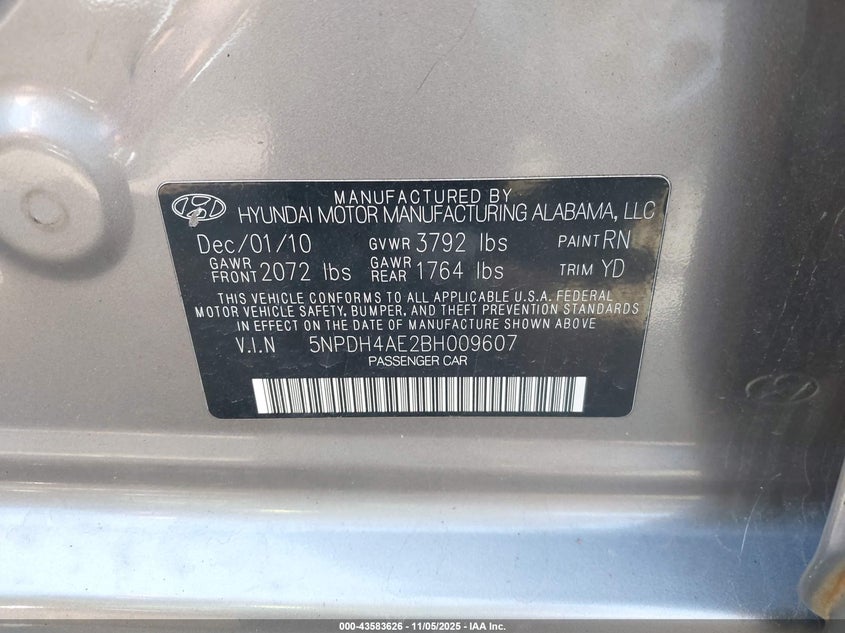 MANUFACTURED BY
HYUNDAI MOTOR MANUFACTURING ALABAMA, LLC
Dec/01/10 GVWR 3792 lbs PAINT RN
GAWR FRONT 2072 lbs GAWR REAR 1764 lbs TRIM YD
THIS VEHICLE CONFORMS TO ALL APPLICABLE U.S.A. FEDERAL
MOTOR VEHICLE SAFETY, BUMPER, AND THEFT PREVENTION STANDARDS
IN EFFECT ON THE DATE OF MANUFACTURE SHOWN ABOVE
V.I.N 5NPDH4AE2BH009607
PASSENGER CAR
000-43583626 - 11/05/2025 - IAA Inc.